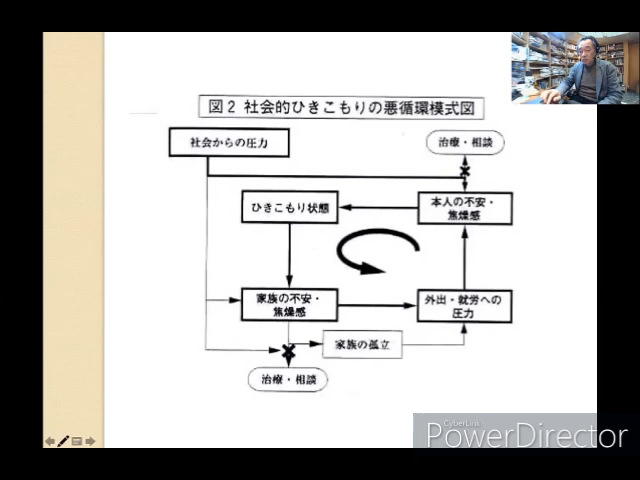 図2 社会的ひきこもりの悪循環模式図
社会からの圧力
治療・相談
ひきこもり状態
本人の不安・
焦燥感
家族の不安・
焦燥感
外出・就労への
圧力
家族の孤立
治療・相談
CyberLink
PowerDirector